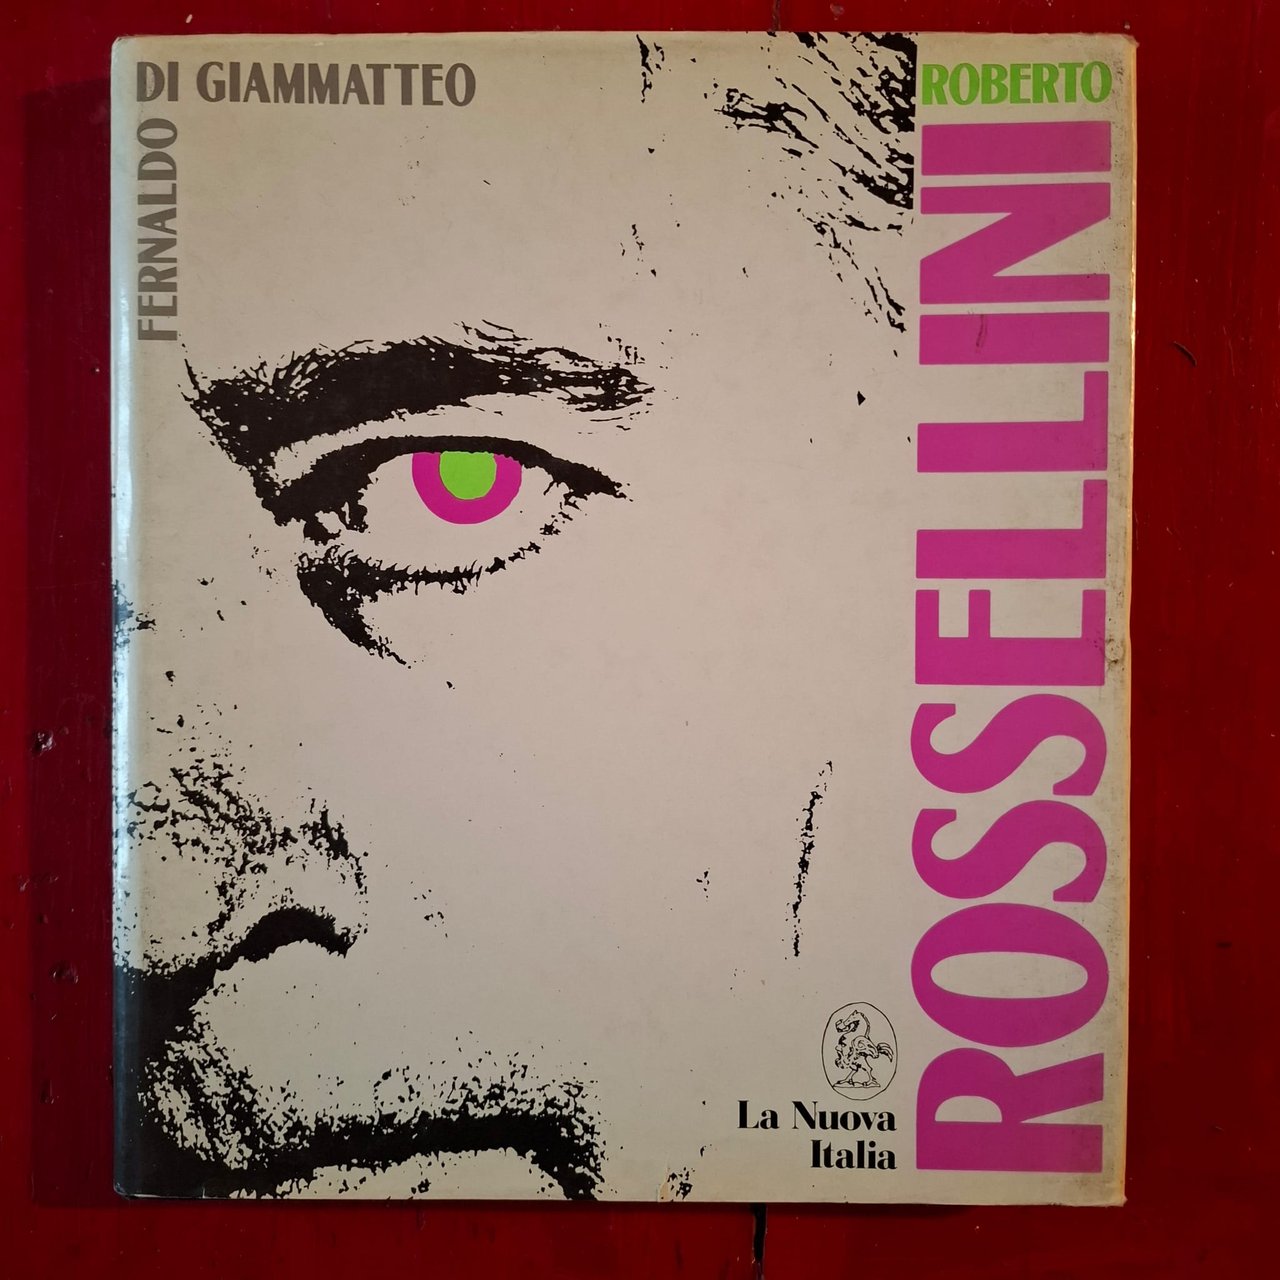 FERNALDO
DI GIAMMATTEO
ROBERTO
ROSSELLINI
La Nuova
Italia